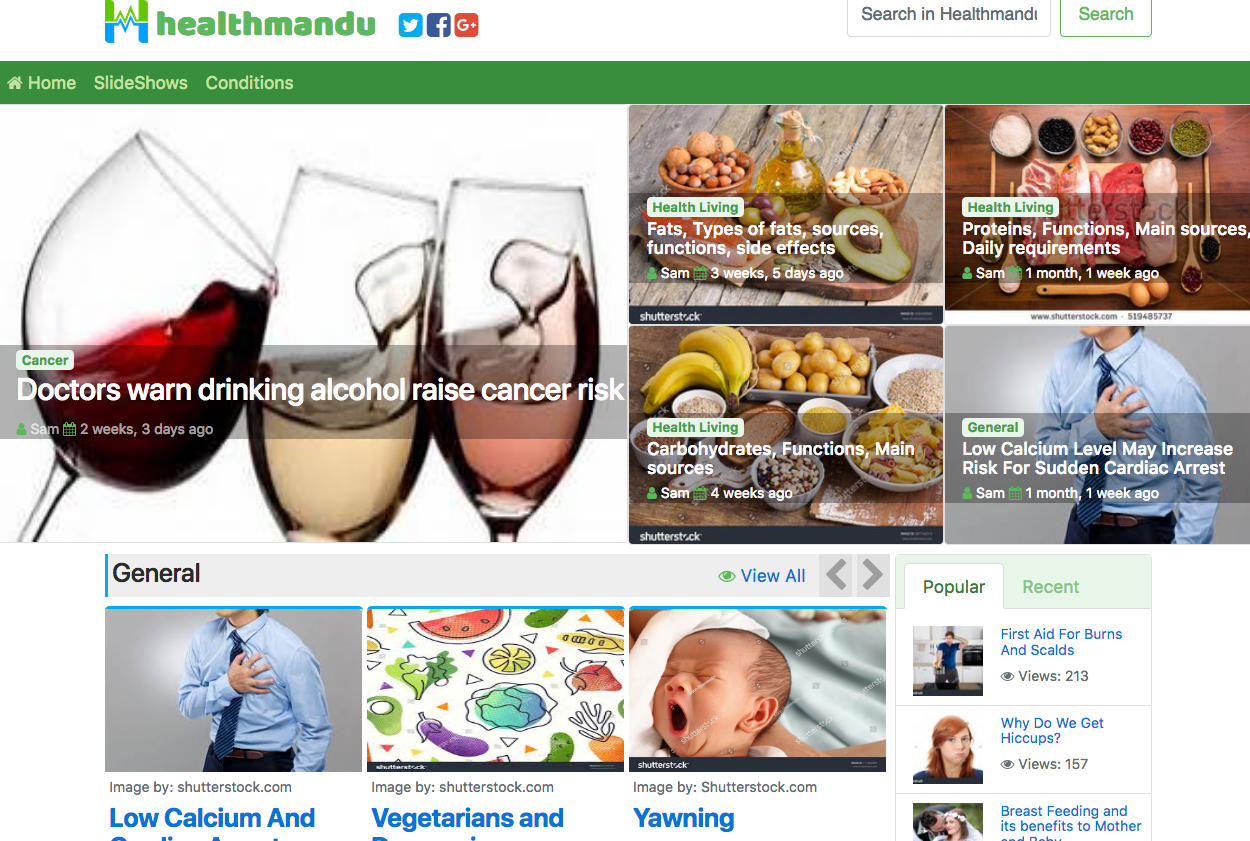 healthmandu
Search in Healthmandu
Search
Home
SlideShows
Conditions
Cancer
Doctors warn drinking alcohol raise cancer risk
Sam 2 weeks, 3 days ago
Health Living
Fats, Types of fats, sources,
functions, side effects
Sam 3 weeks, 5 days ago
shutterstock
Health Living
Proteins, Functions, Main sources,
Daily requirements
Sam 1 month, 1 week ago
shutterstock
www.shutterstock.com · 519485737
Health Living
Carbohydrates, Functions, Main
sources
Sam 4 weeks ago
shutterstock
General
Low Calcium Level May Increase
Risk For Sudden Cardiac Arrest
Sam 1 month, 1 week ago
General
View All
Image by: shutterstock.com
Low Calcium And
shutterstock
Image by: shutterstock.com
Vegetarians and
shutterstock
Image by: Shutterstock.com
Yawning
Popular
Recent
First Aid For Burns
And Scalds
Views: 213
Why Do We Get
Hiccups?
Views: 157
Breast Feeding and
its benefits to Mother
and Baby